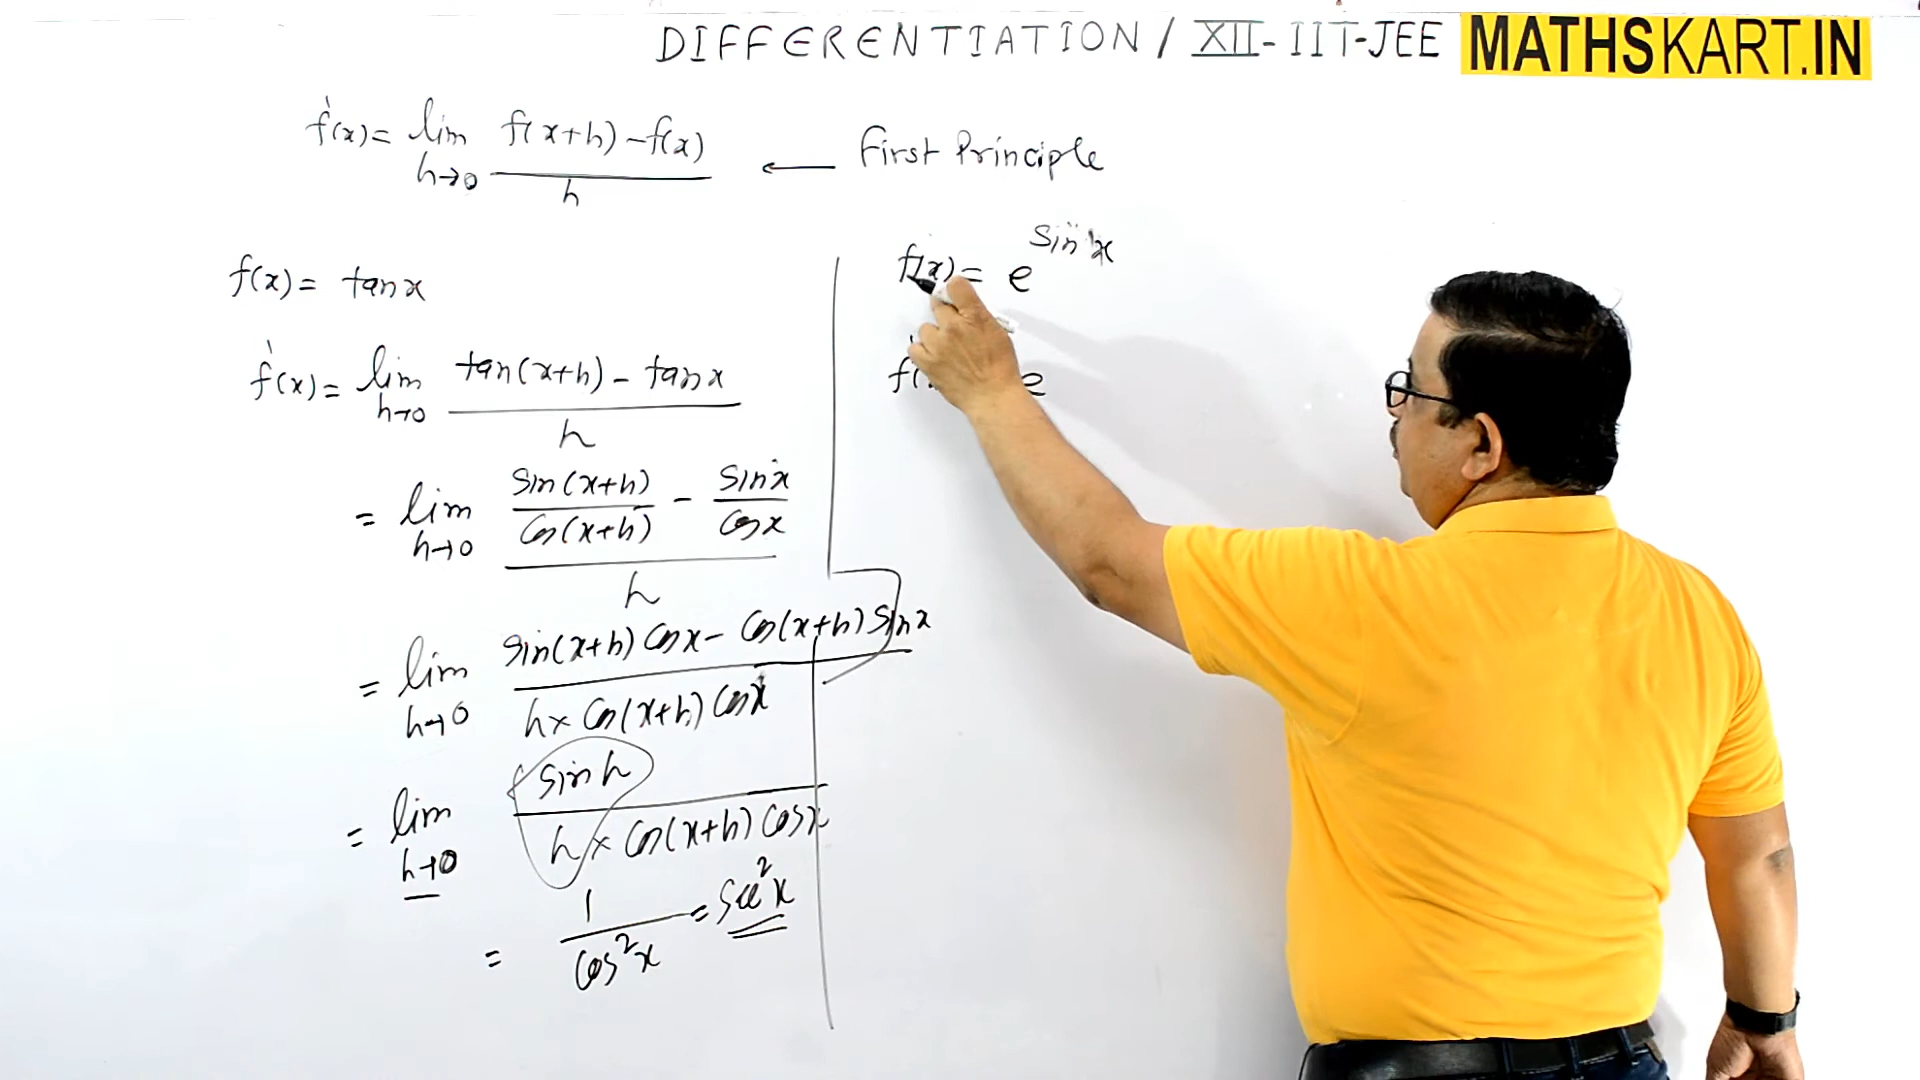 DIFFERENTIATION / XII-IIT-JEE MATHSKART.IN
f'(x) = lim h→0 f(x+h) - f(x) / h ← First Principle
f(x) = tan x
f'(x) = lim h→0 tan(x+h) - tan x / h
= lim h→0 sin(x+h)/cos(x+h) - sin x/cos x / h
= lim h→0 sin(x+h) cos x - cos(x+h) sin x / h × cos(x+h) cos x
= lim h→0 sin h / h × cos(x+h) cos x
= 1 / cos²x = sec²x
f(x) = e^sin⁻¹x
f'( e